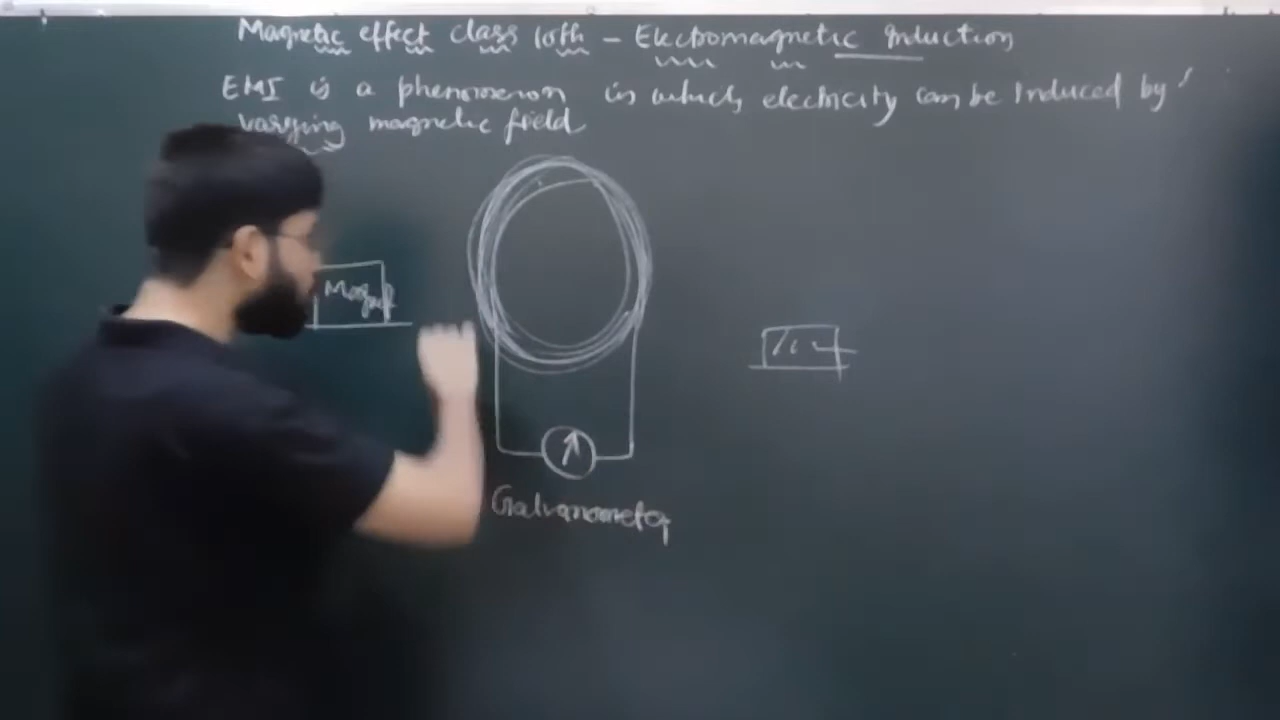 Magnetic effect class 10th - Electromagnetic Induction
EMI is a phenomenon in which electricity can be Induced by
varying magnetic field
Magnet
Galvanometer